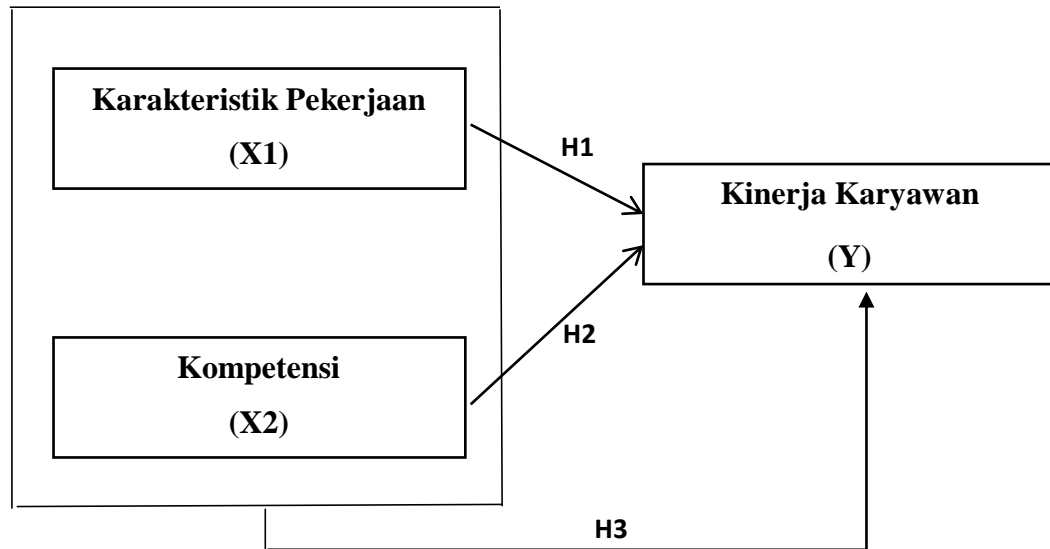 Karakteristik Pekerjaan
(X1)
H1
Kinerja Karyawan
(Y)
H2
Kompetensi
(X2)
H3